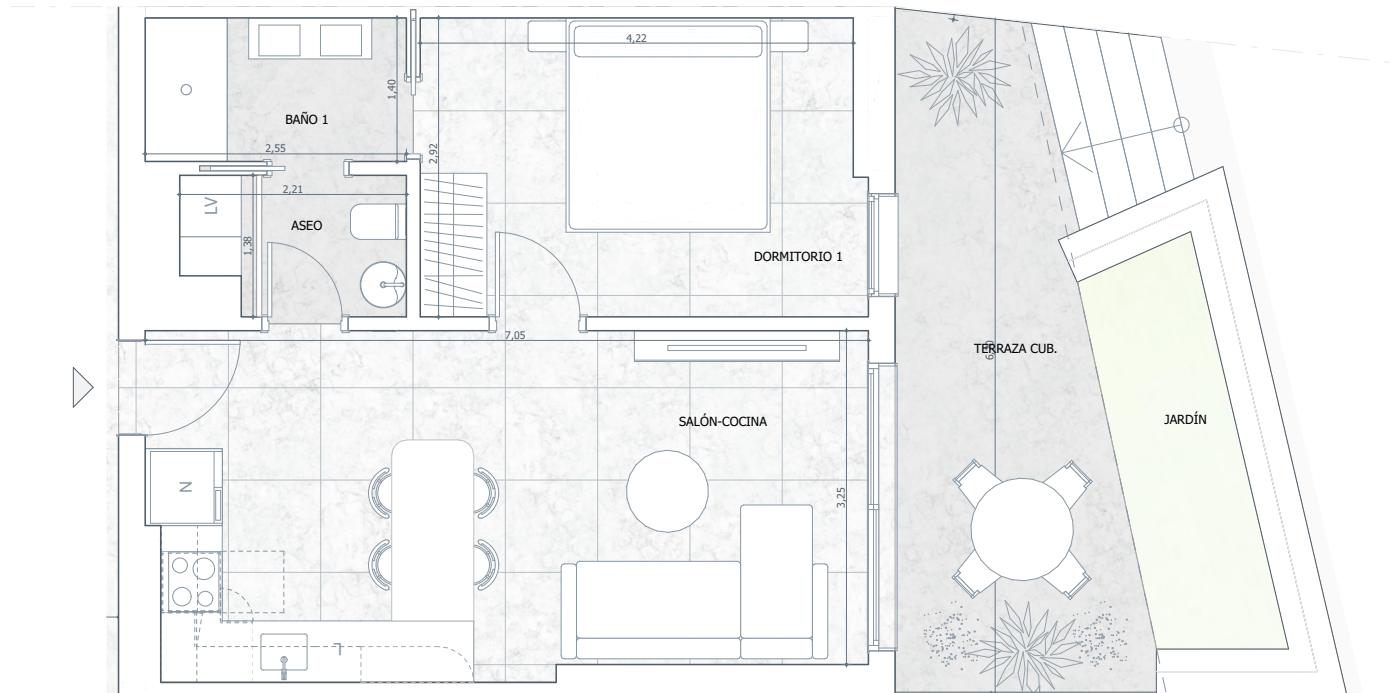 4,22
1,40
BAÑO 1
2,55
2,92
2,21
LV
ASEO
1,38
DORMITORIO 1
7,05
TERRAZA CUB.
SALÓN-COCINA
JARDÍN
N
3,25